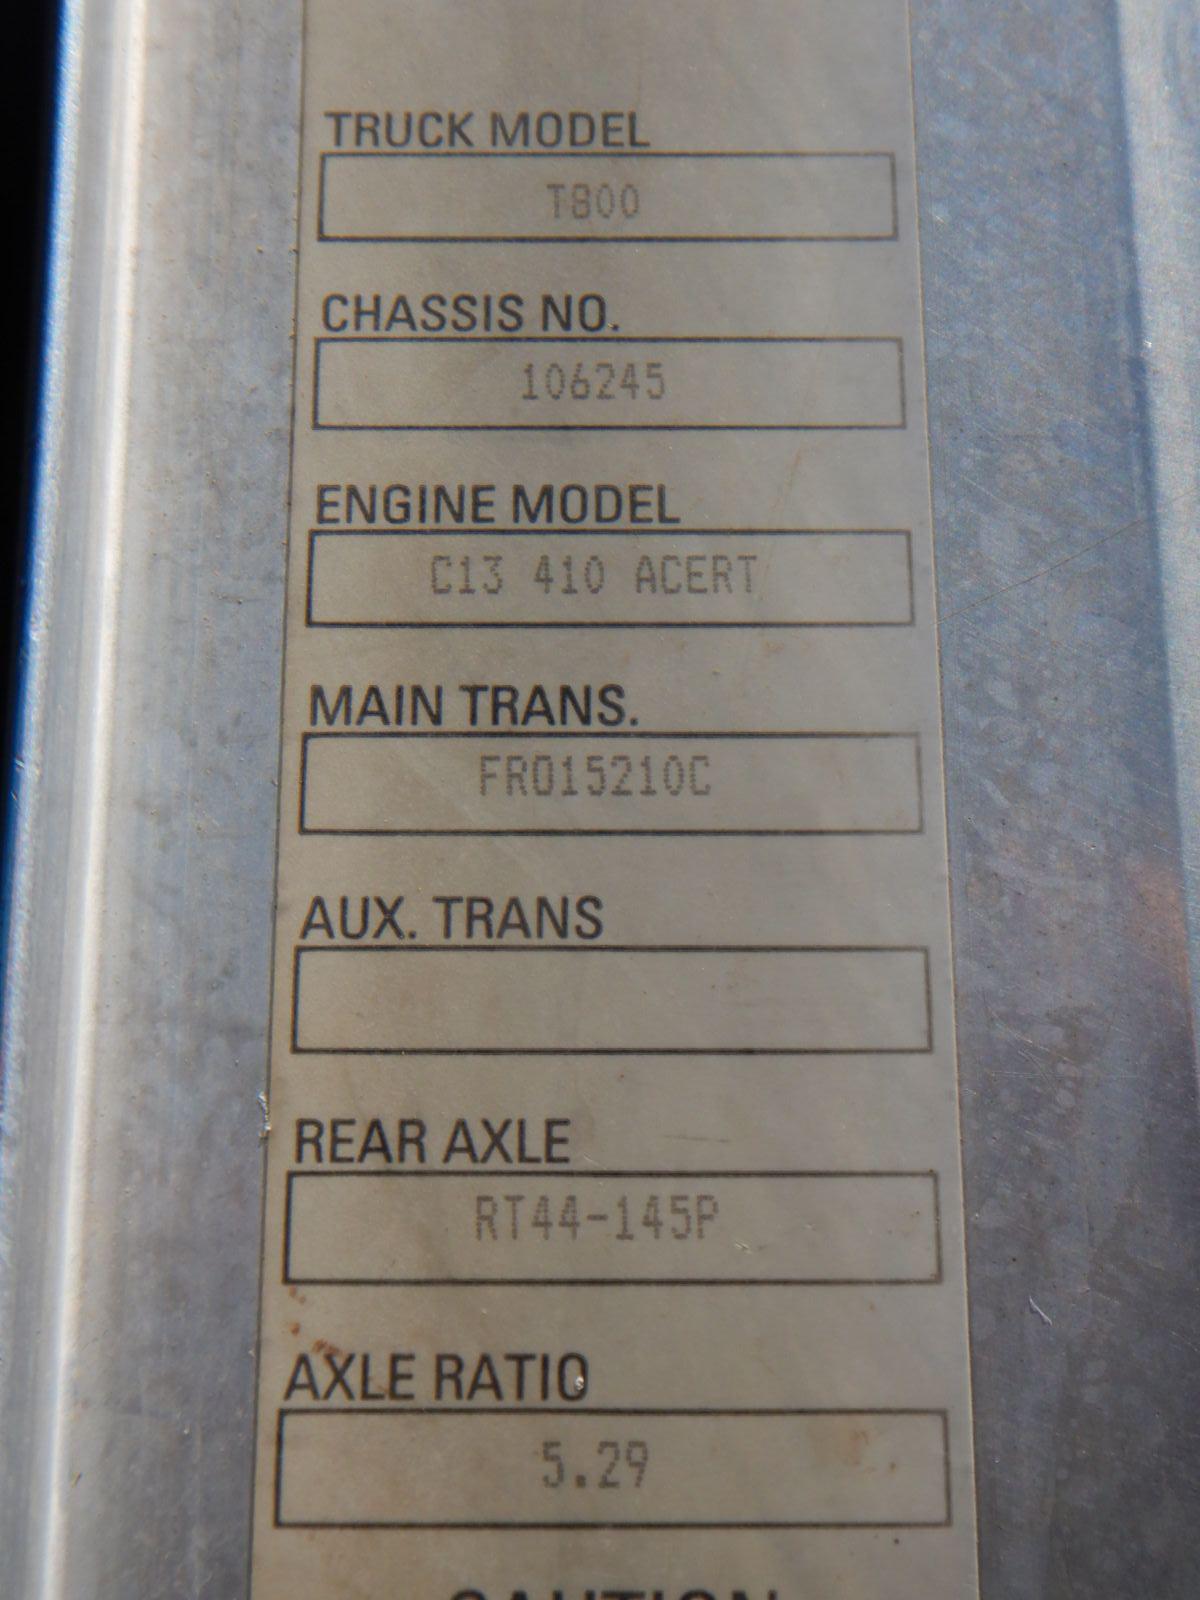 TRUCK MODEL
T800
CHASSIS NO.
106245
ENGINE MODEL
C13 410 ACERT
MAIN TRANS.
FRO15210C
AUX. TRANS
REAR AXLE
RT44-145P
AXLE RATIO
5.29
CAUTION